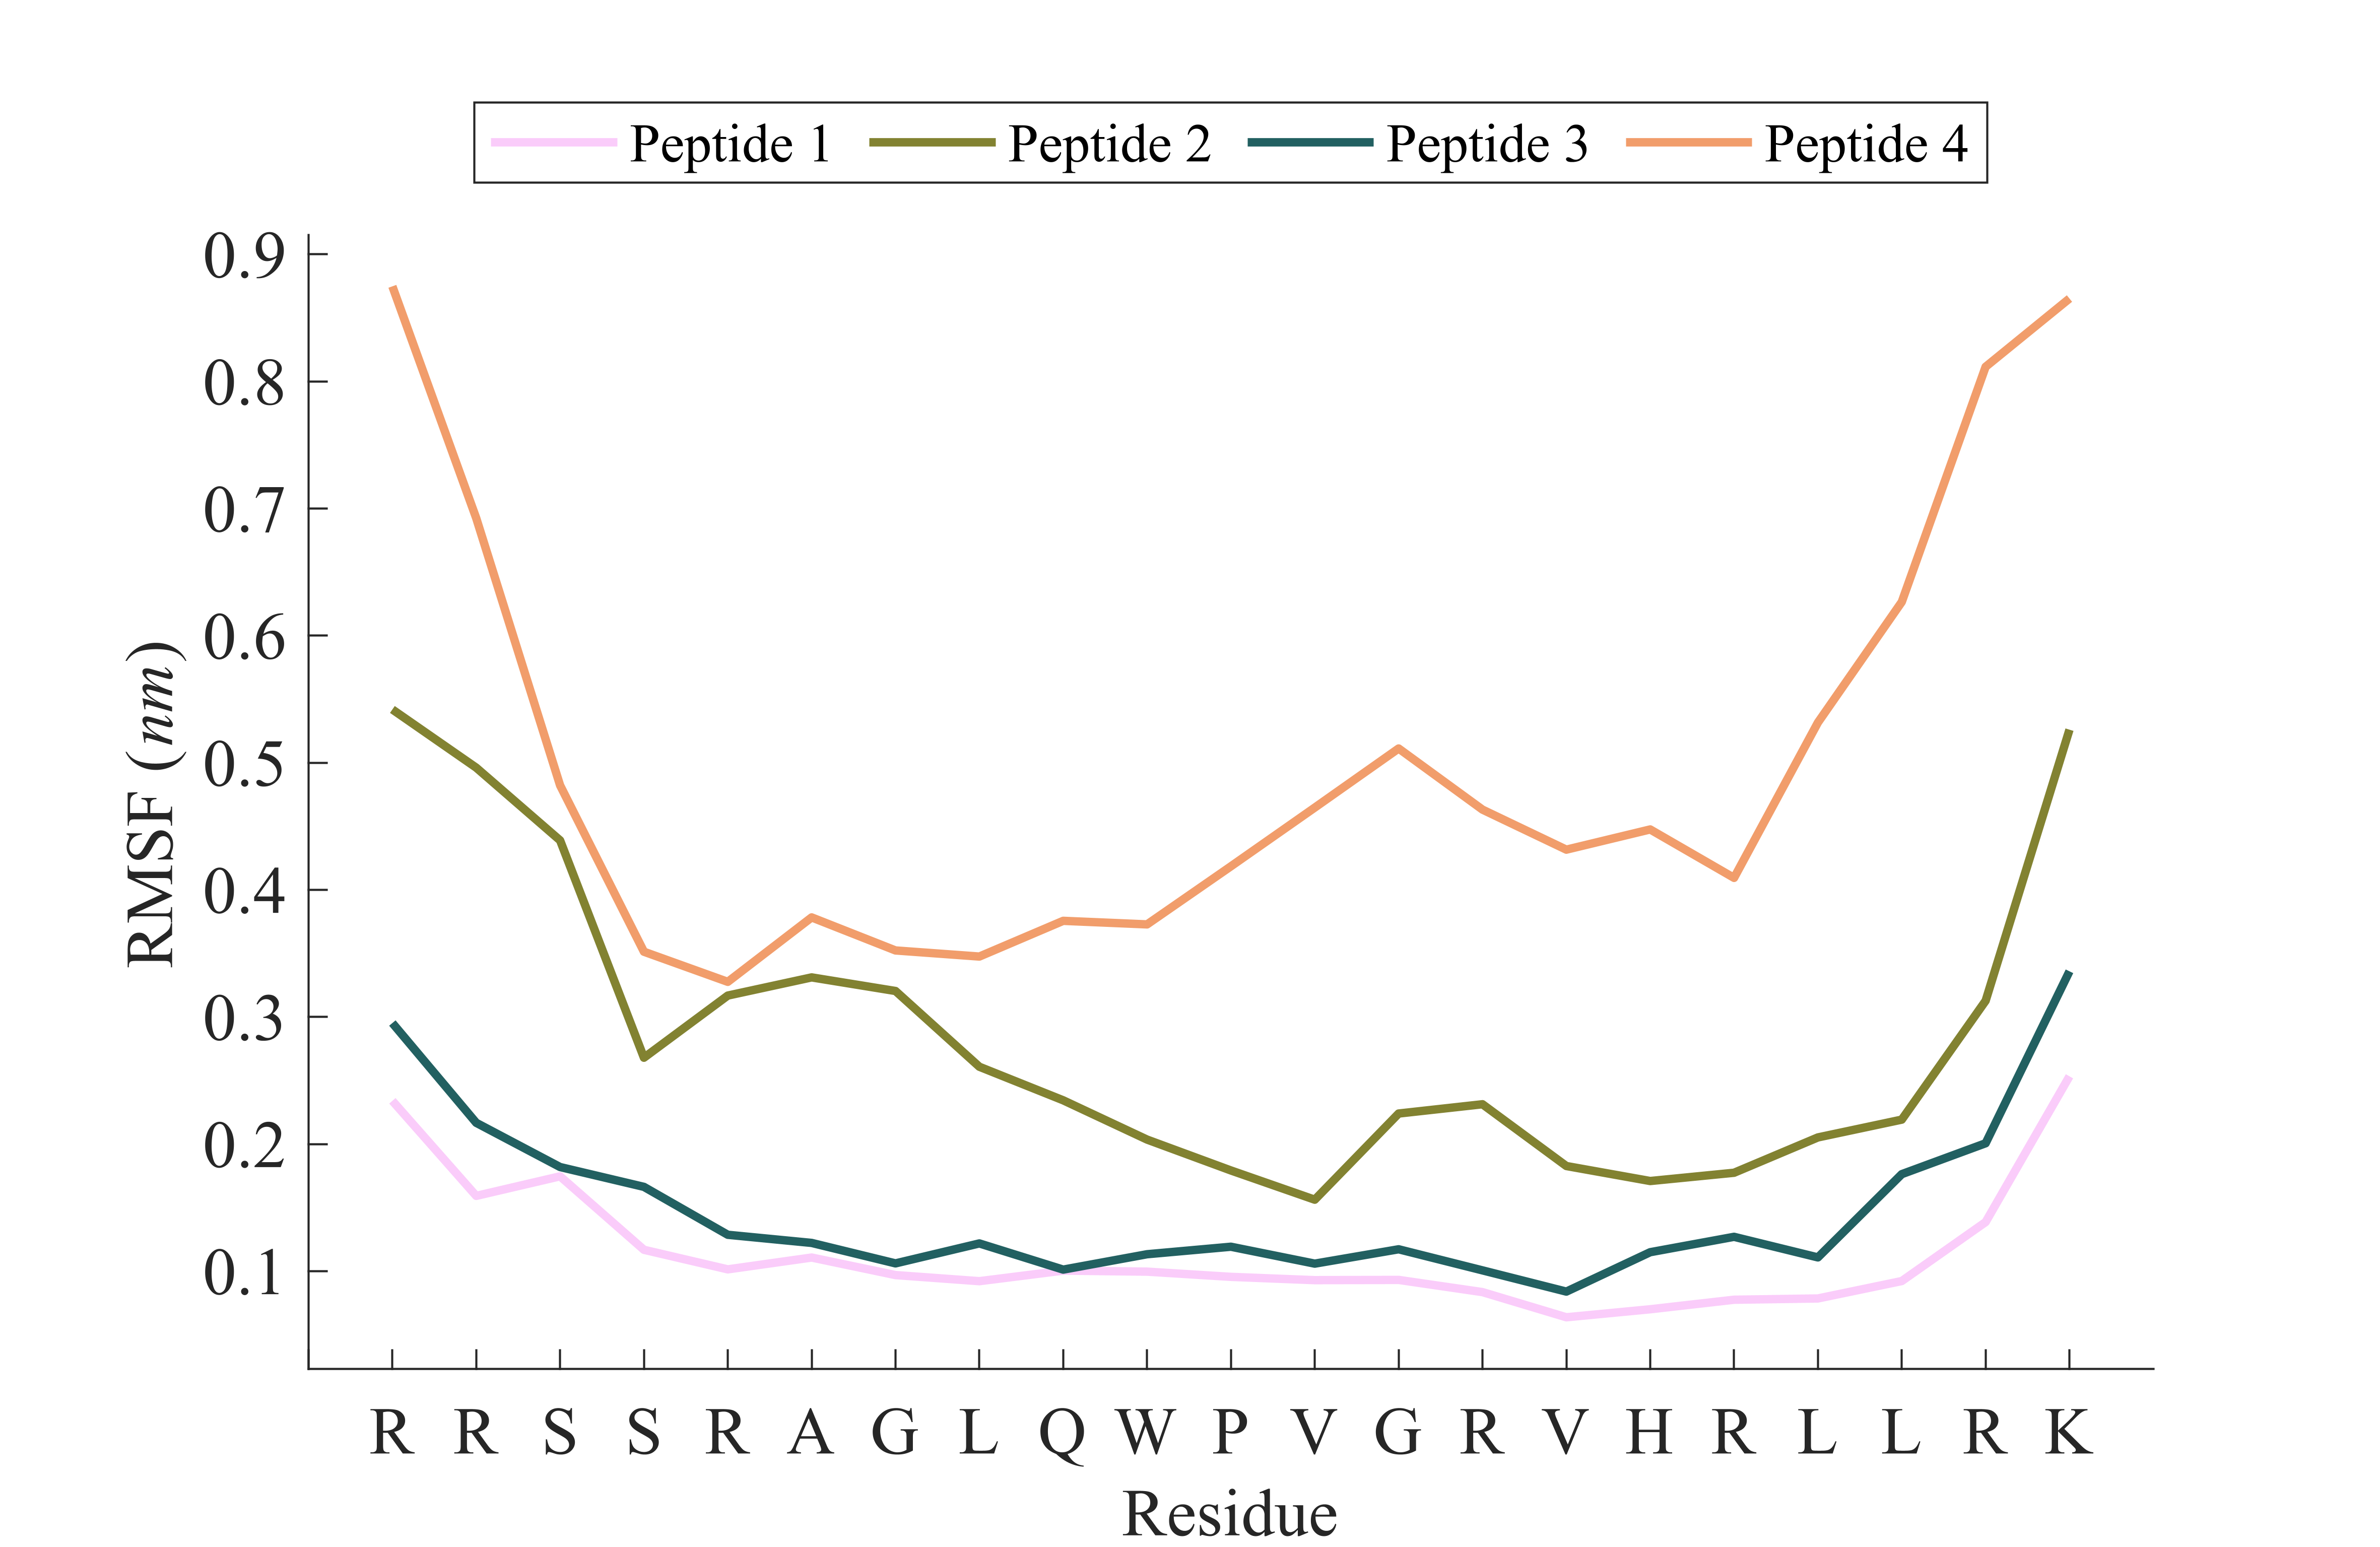 Peptide 1 Peptide 2 Peptide 3 Peptide 4
0.9
0.8
0.7
0.6
0.5
0.4
0.3
0.2
0.1
RMSF (nm)
R R S S R A G L Q W P V G R V H R L L R K
Residue